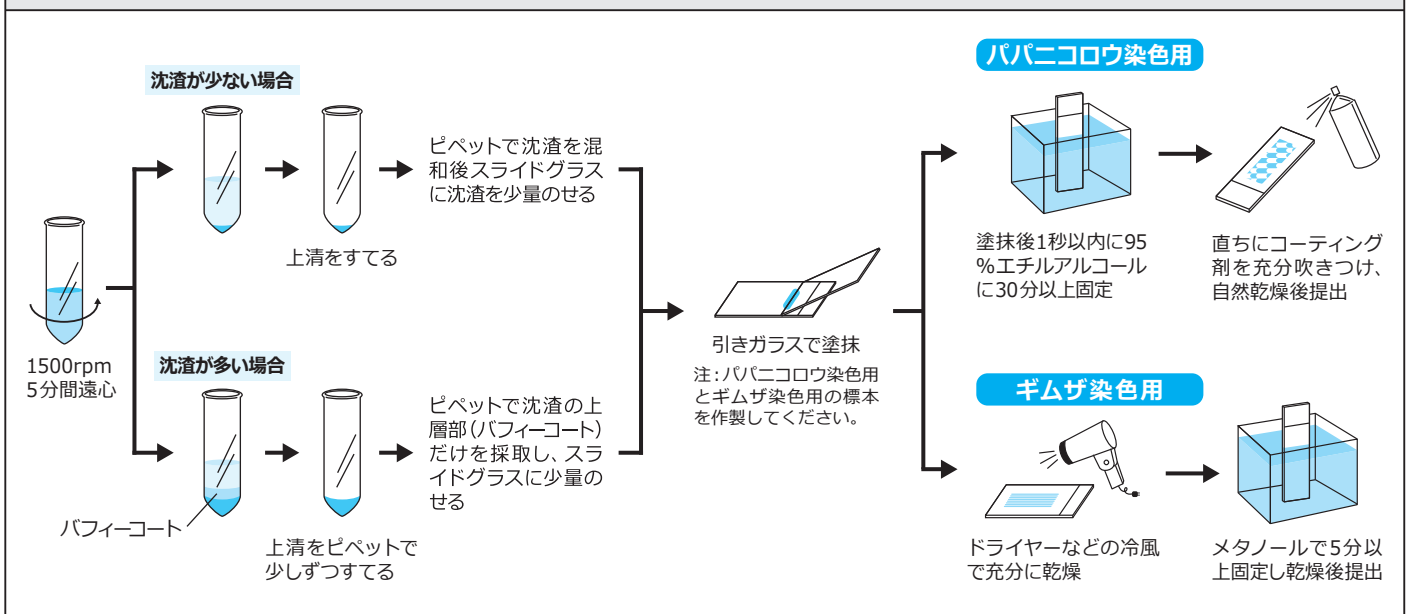 1500rpm
5分間遠心
沈渣が少ない場合
上清をすてる
ピペットで沈渣を混
和後スライドグラス
に沈渣を少量のせる
沈渣が多い場合
バフィーコート
上清をピペットで
少しずつすてる
ピペットで沈渣の上
層部(バフィーコート)
だけを採取し、スラ
イドグラスに少量の
せる
引きガラスで塗抹
注:パパニコロウ染色用
とギムザ染色用の標本
を作製してください。
パパニコロウ染色用
塗抹後1秒以内に95
%エチルアルコール
に30分以上固定
直ちにコーティング
剤を充分吹きつけ、
自然乾燥後提出
ギムザ染色用
ドライヤーなどの冷風
で充分に乾燥
メタノールで5分以
上固定し乾燥後提出